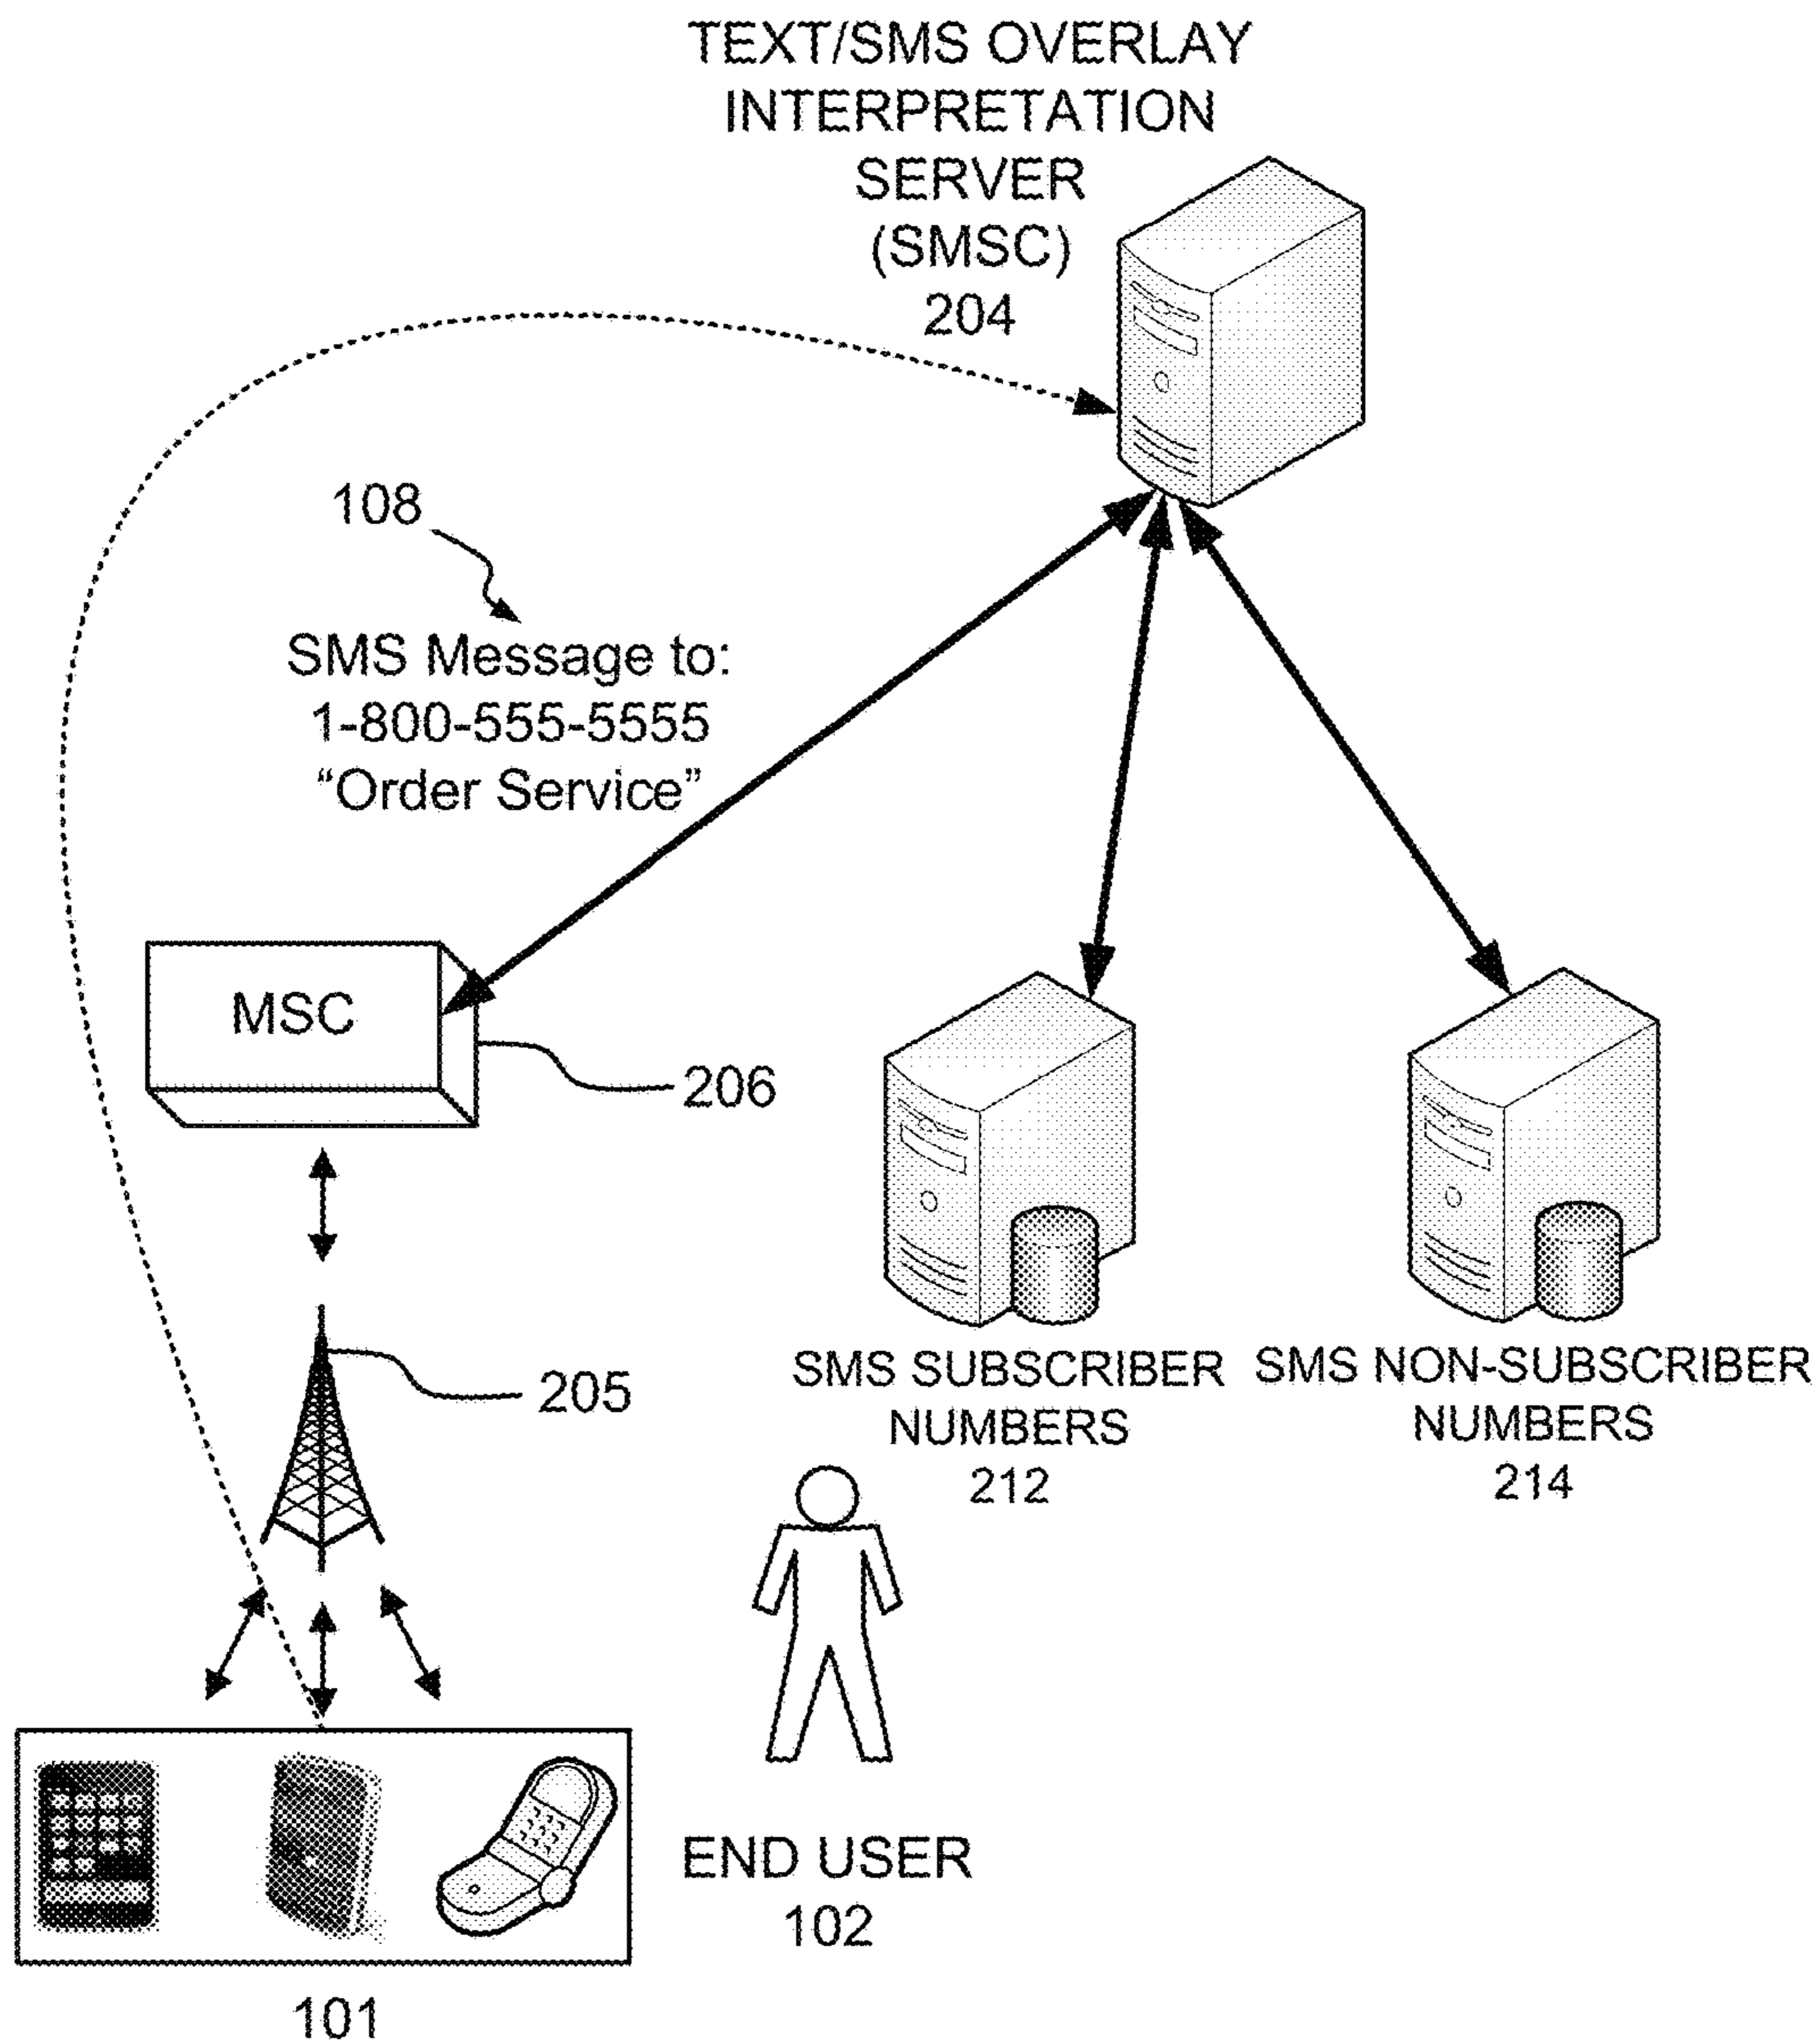 TEXT/SMS OVERLAY
INTERPRETATION
SERVER
(SMSC)
204
108
SMS Message to:
1-800-555-5555
“Order Service”
MSC
206
205
SMS SUBSCRIBER
NUMBERS
212
SMS NON-SUBSCRIBER
NUMBERS
214
END USER
102
101